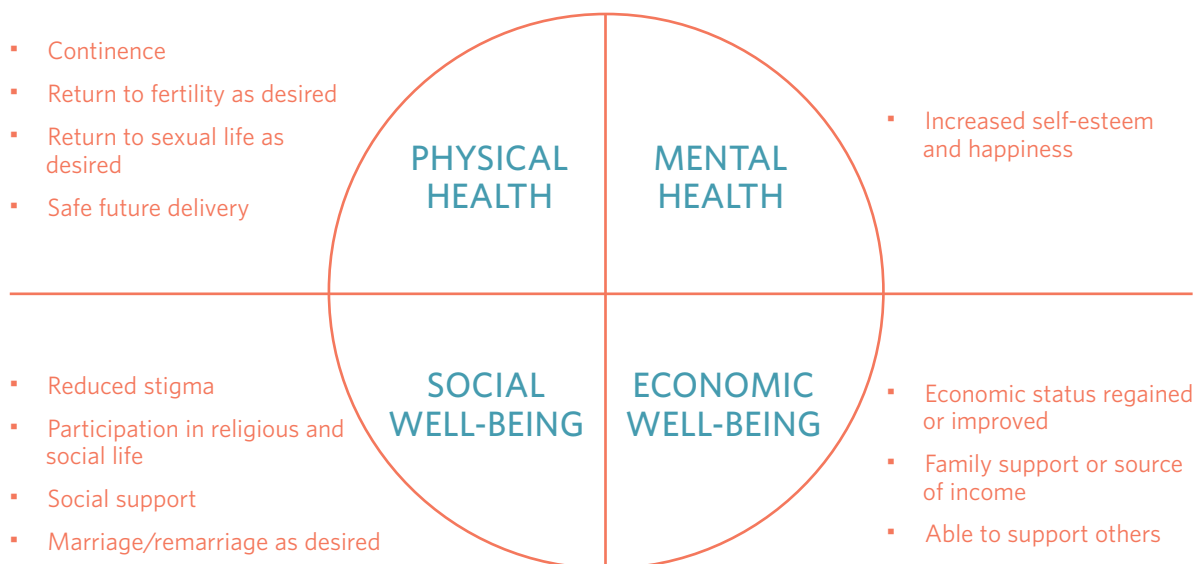 ▪ Continence
▪ Return to fertility as desired
▪ Return to sexual life as
desired
▪ Safe future delivery
PHYSICAL
HEALTH
MENTAL
HEALTH
▪ Increased self-esteem
and happiness
▪ Reduced stigma
▪ Participation in religious and
social life
▪ Social support
▪ Marriage/remarriage as desired
SOCIAL
WELL-BEING
ECONOMIC
WELL-BEING
▪ Economic status regained
or improved
▪ Family support or source
of income
▪ Able to support others